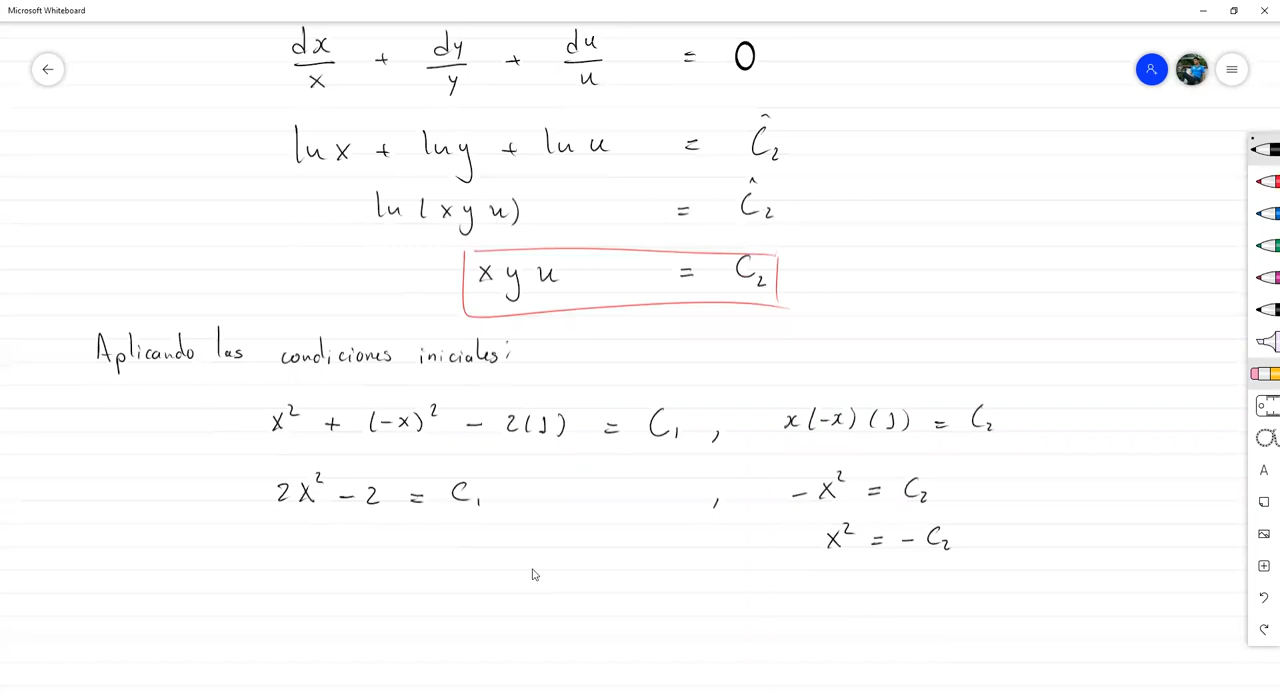 Microsoft Whiteboard
dx/x + dy/y + du/u = 0
ln x + ln y + ln u = Ĉ₂
ln (x y u) = Ĉ₂
x y u = C₂
Aplicando las condiciones iniciales:
x² + (-x)² - 2(1) = C₁ , x(-x)(1) = C₂
2x² - 2 = C₁ , -x² = C₂
x² = - C₂
A